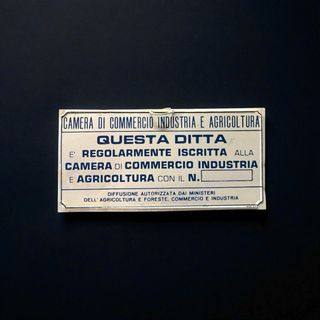 CAMERA DI COMMERCIO INDUSTRIA E AGRICOLTURA
QUESTA DITTA
E' REGOLARMENTE ISCRITTA ALLA
CAMERA DI COMMERCIO INDUSTRIA
E AGRICOLTURA CON IL N.
DIFFUSIONE AUTORIZZATA DAI MINISTERI
DELL'AGRICOLTURA E FORESTE, COMMERCIO E INDUSTRIA